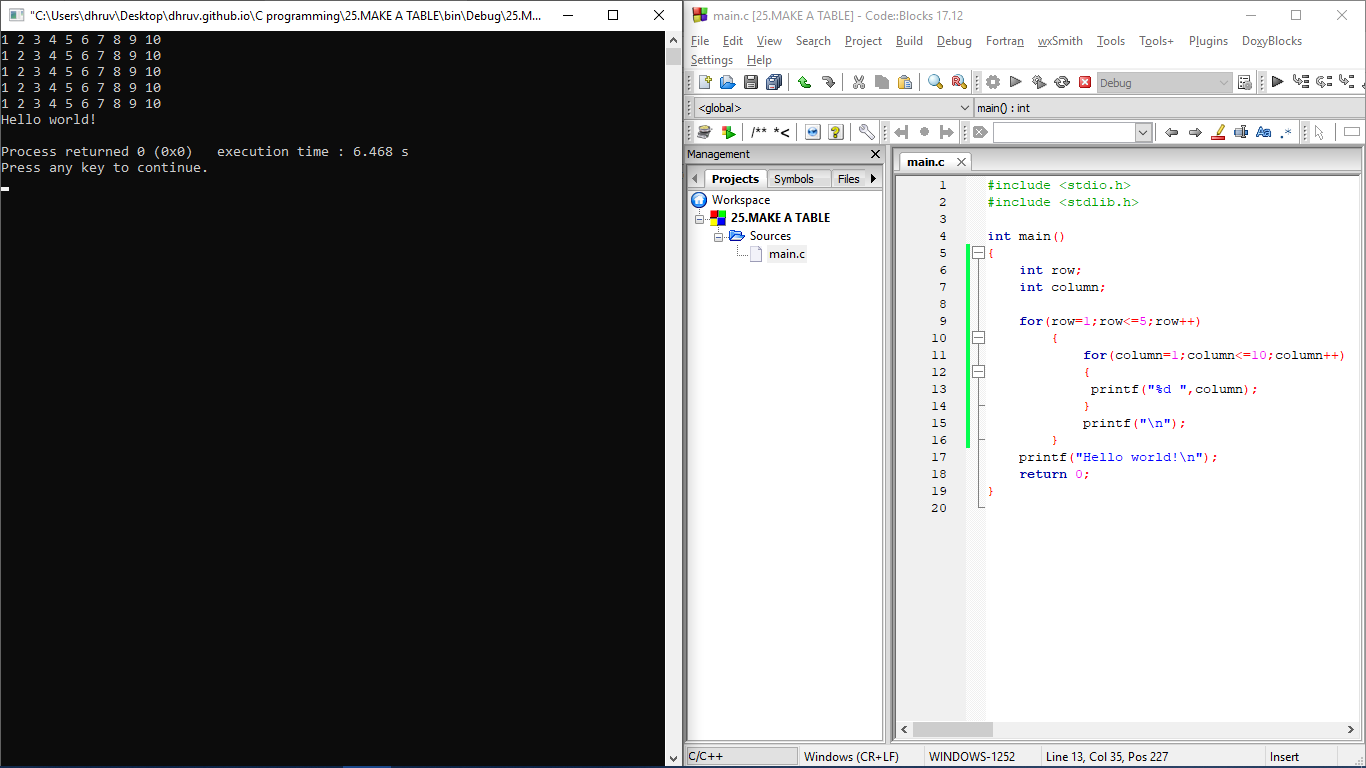 "C:\Users\dhruv\Desktop\dhruv.github.io\C programming\25.MAKE A TABLE\bin\Debug\25.M...
1 2 3 4 5 6 7 8 9 10
1 2 3 4 5 6 7 8 9 10
1 2 3 4 5 6 7 8 9 10
1 2 3 4 5 6 7 8 9 10
1 2 3 4 5 6 7 8 9 10
Hello world!

Process returned 0 (0x0)   execution time : 6.468 s
Press any key to continue.
main.c [25.MAKE A TABLE] - Code::Blocks 17.12
File Edit View Search Project Build Debug Fortran wxSmith Tools Tools+ Plugins DoxyBlocks
Settings Help
Debug
<global> main() : int
/** *<
Aa .*
Management
Projects Symbols Files
Workspace
25.MAKE A TABLE
Sources
main.c
main.c
1 #include <stdio.h>
2 #include <stdlib.h>
3
4 int main()
5 {
6     int row;
7     int column;
8
9     for(row=1;row<=5;row++)
10         {
11             for(column=1;column<=10;column++)
12             {
13              printf("%d ",column);
14             }
15             printf("\n");
16         }
17     printf("Hello world!\n");
18     return 0;
19 }
20
C/C++ Windows (CR+LF) WINDOWS-1252 Line 13, Col 35, Pos 227 Insert